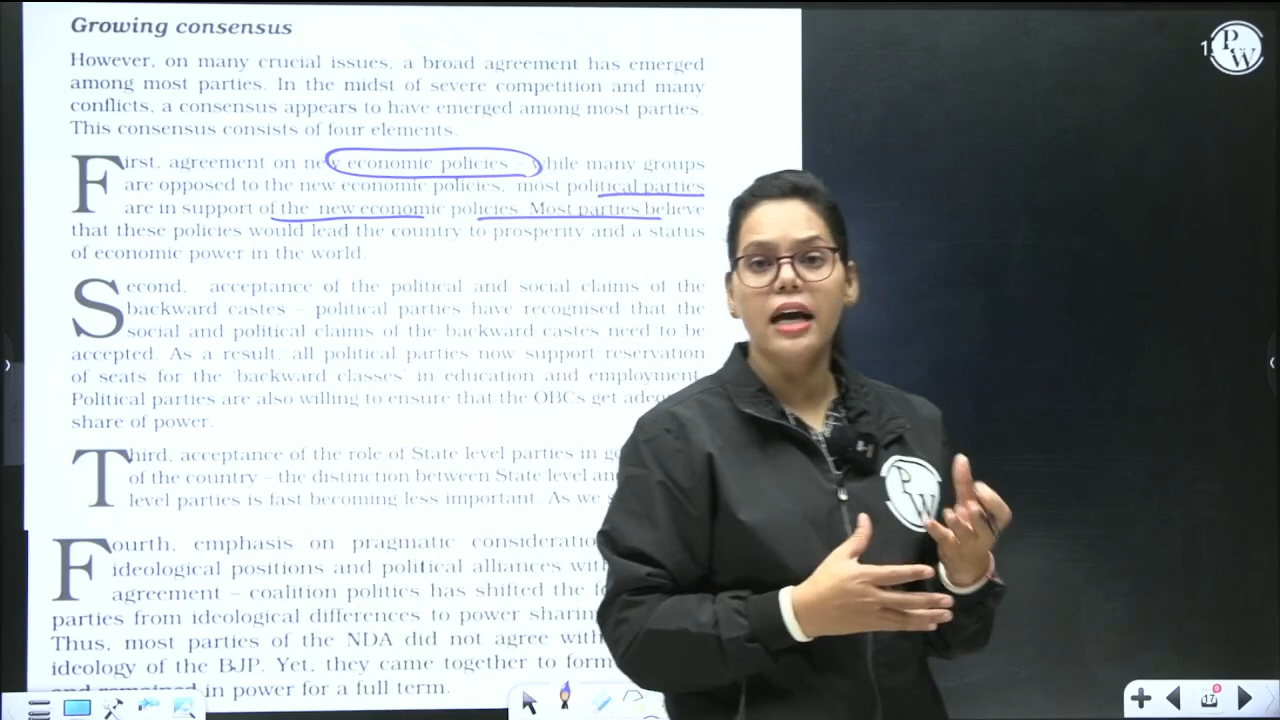 Growing consensus
However, on many crucial issues, a broad agreement has emerged
among most parties. In the midst of severe competition and many
conflicts, a consensus appears to have emerged among most parties.
This consensus consists of four elements.
First, agreement on new economic policies – while many groups
are opposed to the new economic policies, most political parties
are in support of the new economic policies. Most parties believe
that these policies would lead the country to prosperity and a status
of economic power in the world.
Second, acceptance of the political and social claims of the
backward castes – political parties have recognised that the
social and political claims of the backward castes need to be
accepted. As a result, all political parties now support reservation
of seats for the 'backward classes' in education and employment.
Political parties are also willing to ensure that the OBCs get
share of power.
Third, acceptance of the role of State level parties in
of the country – the distinction between State level
level parties is fast becoming less important. As we
Fourth, emphasis on pragmatic
ideological positions and political alliances
agreement – coalition politics has shifted the
parties from ideological differences to power
Thus, most parties of the NDA did not agree
ideology of the BJP. Yet, they came together to form
and remained in power for a full term.
PW
PW
17